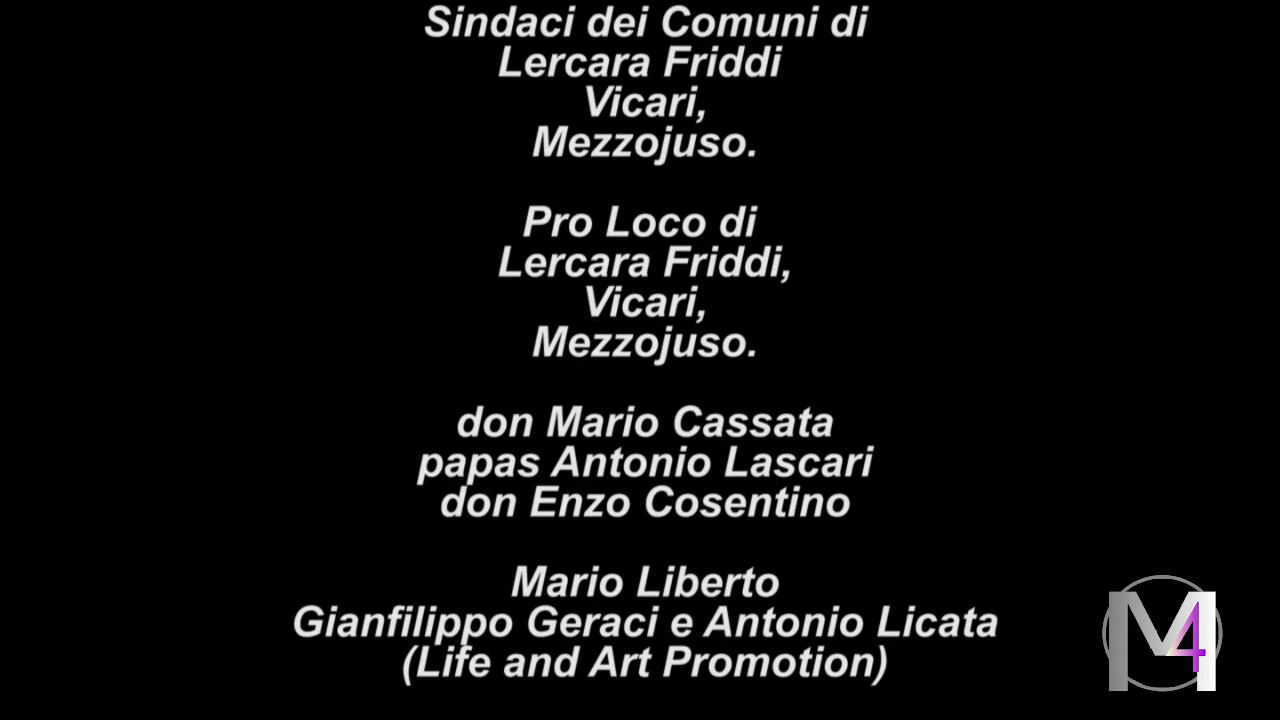 Sindaci dei Comuni di
Lercara Friddi
Vicari,
Mezzojuso.
Pro Loco di
Lercara Friddi,
Vicari,
Mezzojuso.
don Mario Cassata
papas Antonio Lascari
don Enzo Cosentino
Mario Liberto
Gianfilippo Geraci e Antonio Licata
(Life and Art Promotion)
M4